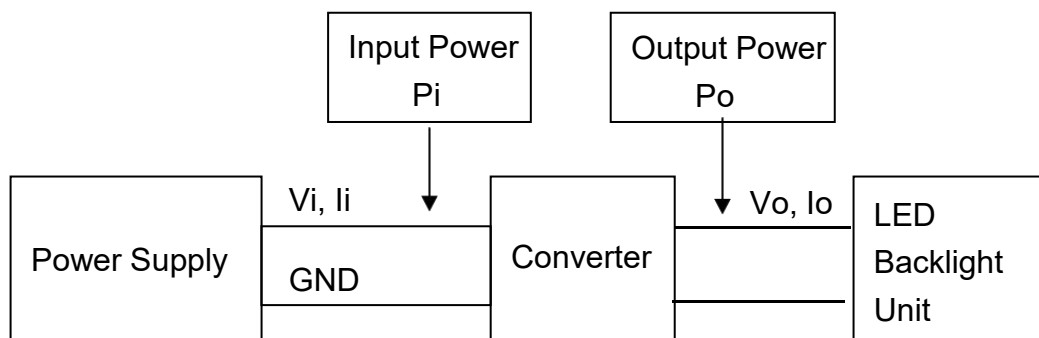 Input Power
Pi
Output Power
Po
Power Supply
Vi, Ii
GND
Converter
Vo, Io
LED
Backlight
Unit